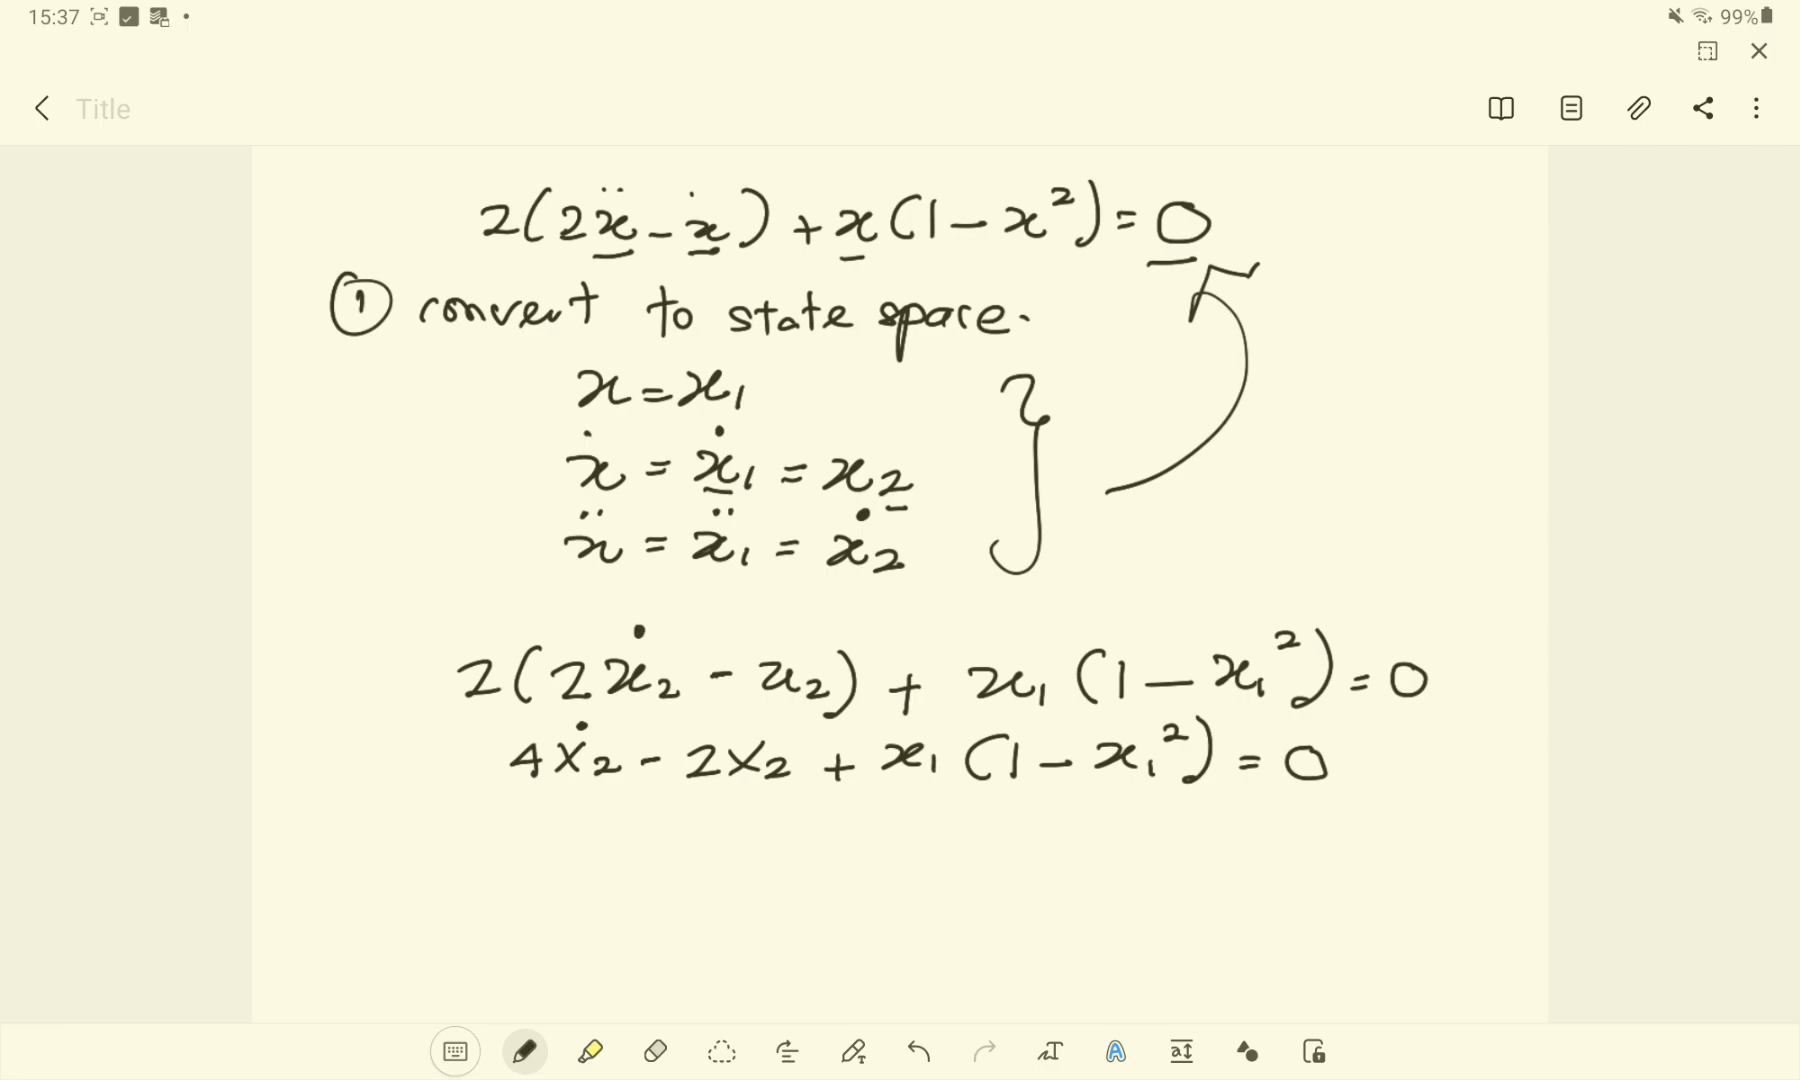 15:37 99%
Title
2(2ẍ - ẋ) + x(1 - x²) = 0
① convert to state space.
x = x₁
ẋ = ẋ₁ = x₂
ẍ = ẍ₁ = ẋ₂
2(2ẋ₂ - x₂) + x₁(1 - x₁²) = 0
4ẋ₂ - 2x₂ + x₁(1 - x₁²) = 0